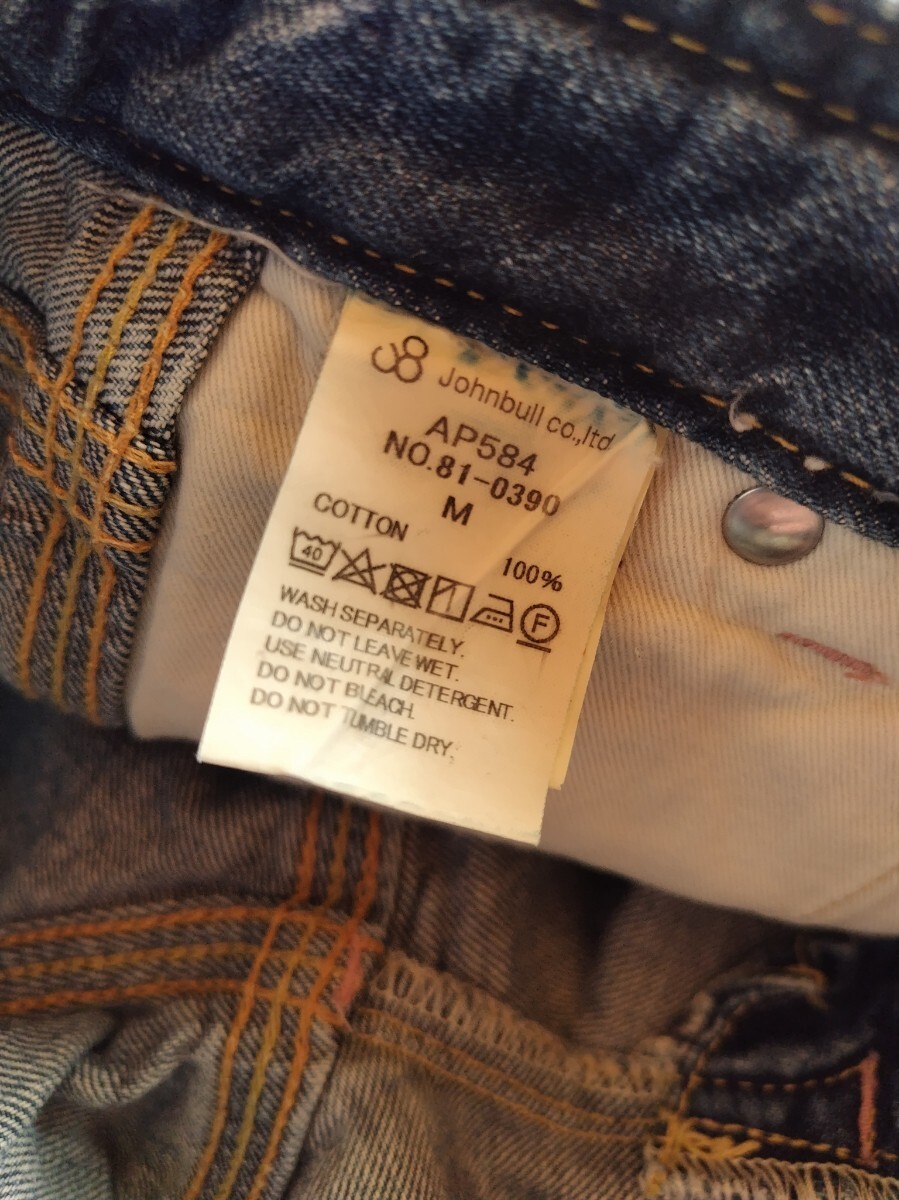 Johnbull co.,ltd
AP584
NO.81-0390
M
COTTON 100%
40 F
WASH SEPARATELY.
DO NOT LEAVE WET.
USE NEUTRAL DETERGENT.
DO NOT BLEACH.
DO NOT TUMBLE DRY.